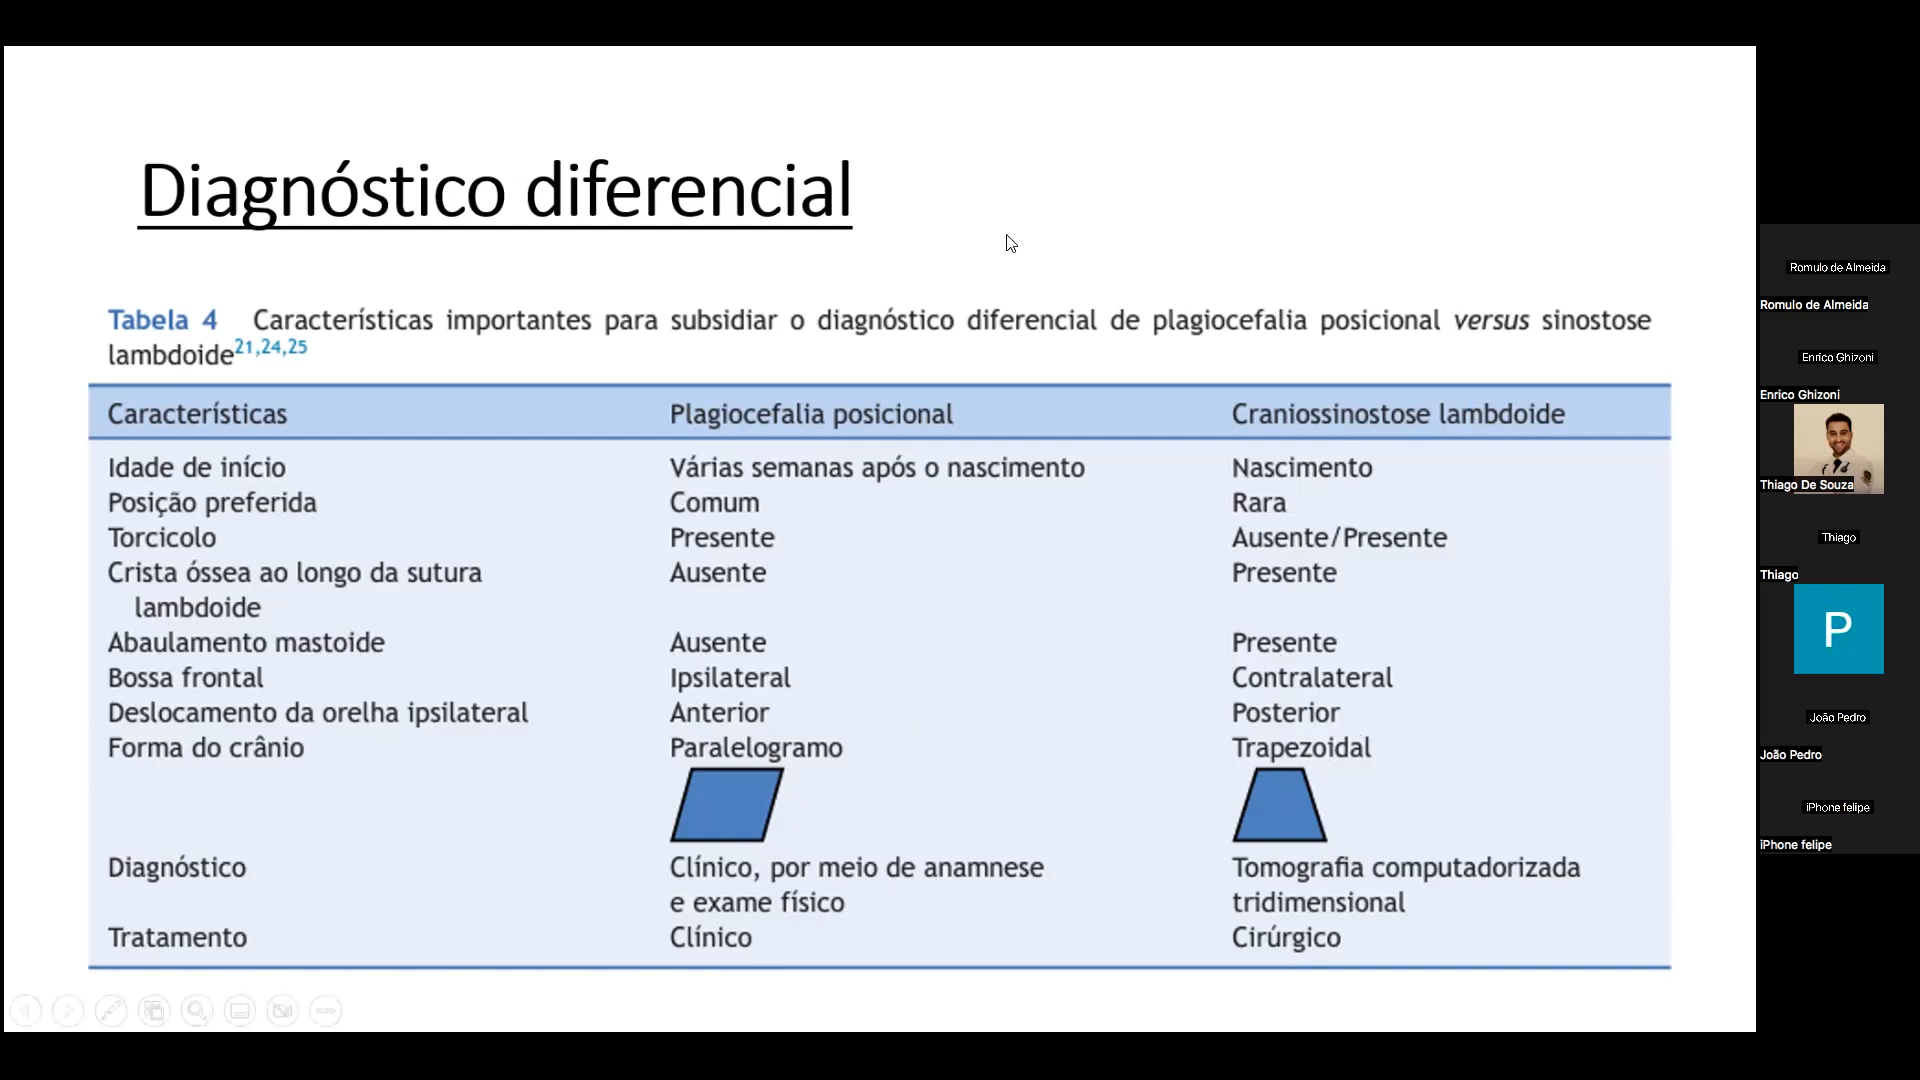 Diagnóstico diferencial
Tabela 4 Características importantes para subsidiar o diagnóstico diferencial de plagiocefalia posicional versus sinostose
lambdoide21,24,25
Características Plagiocefalia posicional Craniossinostose lambdoide
Idade de início Várias semanas após o nascimento Nascimento
Posição preferida Comum Rara
Torcicolo Presente Ausente/Presente
Crista óssea ao longo da sutura Ausente Presente
lambdoide
Abaulamento mastoide Ausente Presente
Bossa frontal Ipsilateral Contralateral
Deslocamento da orelha ipsilateral Anterior Posterior
Forma do crânio Paralelogramo Trapezoidal
Diagnóstico Clínico, por meio de anamnese Tomografia computadorizada
e exame físico tridimensional
Tratamento Clínico Cirúrgico
Romulo de Almeida
Romulo de Almeida
Enrico Ghizoni
Enrico Ghizoni
Thiago De Souza
Thiago
Thiago
P
João Pedro
João Pedro
iPhone felipe
iPhone felipe